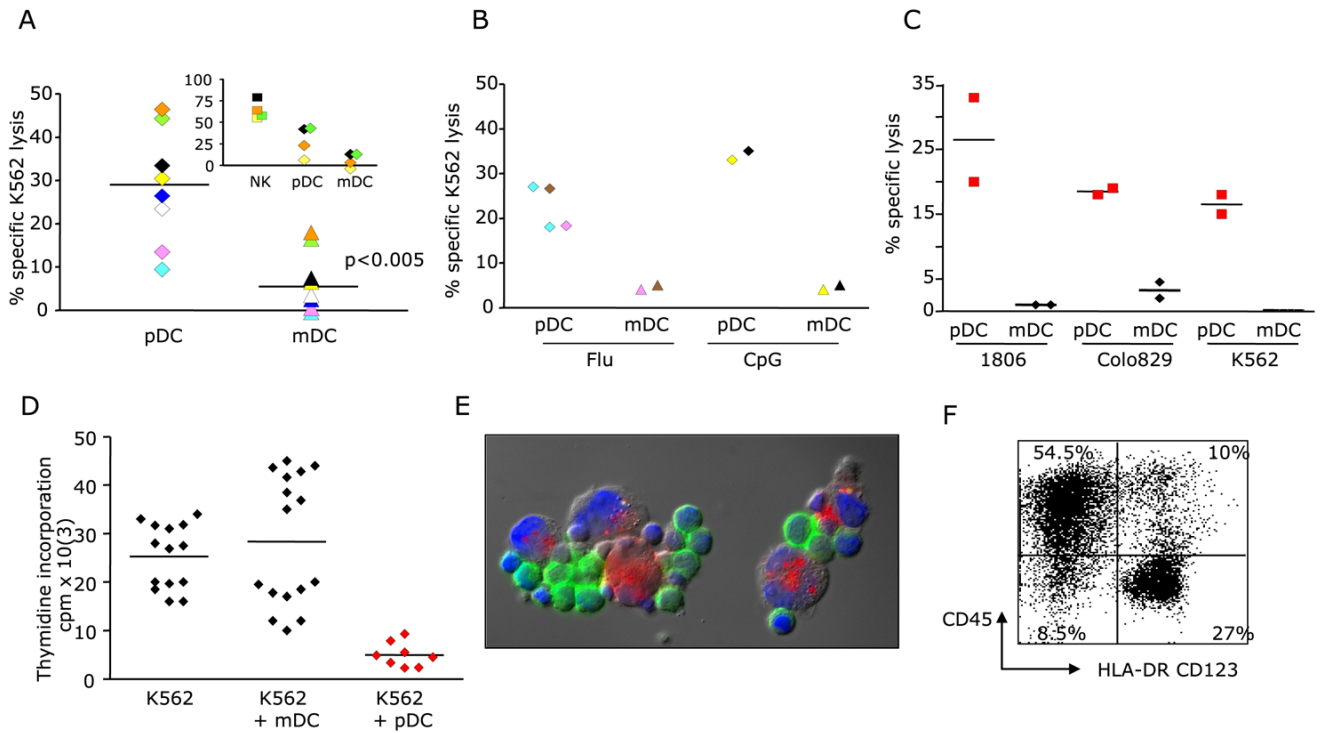 A
% specific K562 lysis
50
40
30
20
10
0
pDC
mDC
p<0.005
100
75
50
25
0
NK pDC mDC
B
% specific K562 lysis
50
40
30
20
10
0
pDC mDC pDC mDC
Flu CpG
C
% specific lysis
35
25
15
5
0
pDC mDC pDC mDC pDC mDC
1806 Colo829 K562
D
Thymidine incorporation
cpm x 10(3)
50
40
30
20
10
0
K562 K562 K562
+ mDC + pDC
E
F
54.5% 10%
8.5% 27%
CD45
HLA-DR CD123